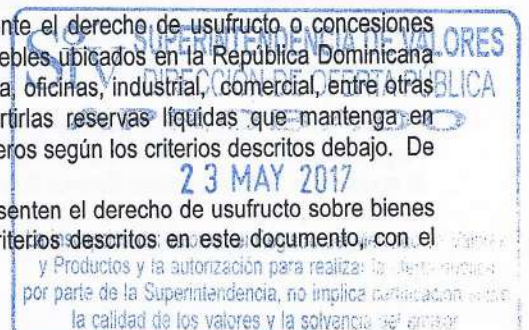 nte el derecho de usufructo o concesiones
SIV SUPERINTENDENCIA DE VALORES
ebles ubicados en la República Dominicana
DIRECCIÓN DE OFERTA PÚBLICA
a, oficinas, industrial, comercial, entre otras
APROBADO
rtirlas reservas líquidas que mantenga en
eros según los criterios descritos debajo. De
23 MAY 2017
senten el derecho de usufructo sobre bienes
riterios descritos en este documento, con el
y Productos y la autorización para realizar la
por parte de la Superintendencia, no implica
la calidad de los valores y la solvencia del emisor